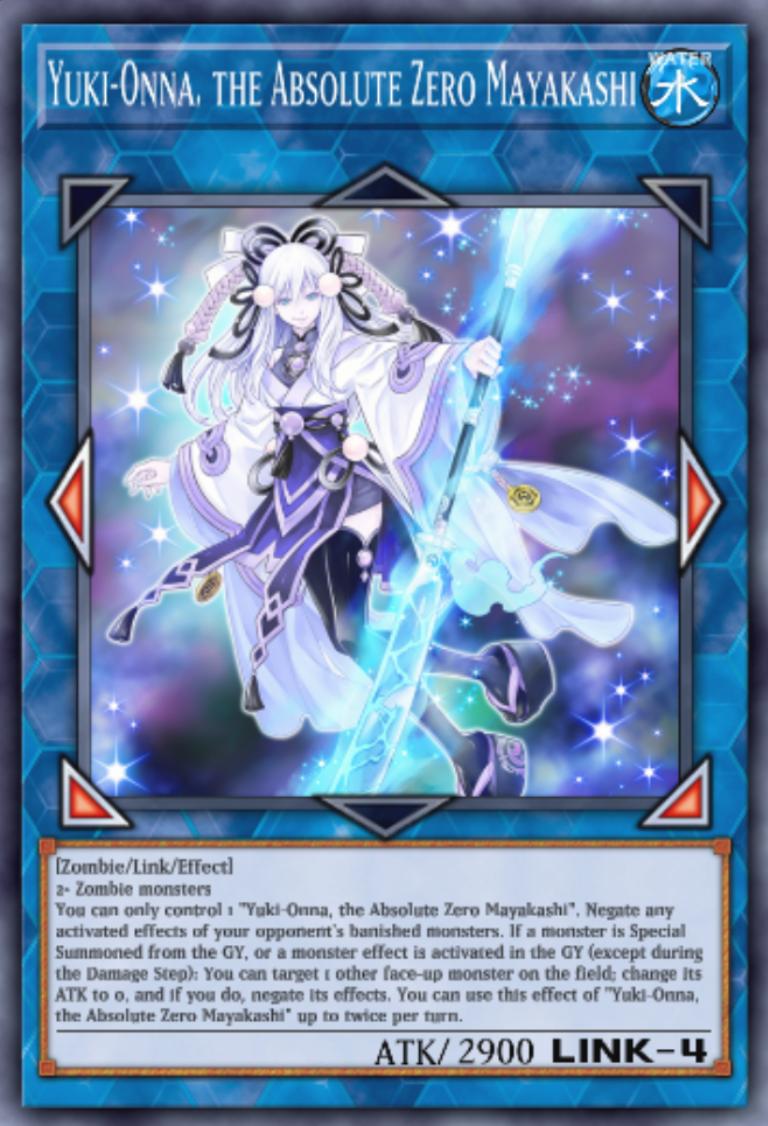 Yuki-Onna, the Absolute Zero Mayakashi
WATER
水
[Zombie/Link/Effect]
2+ Zombie monsters
You can only control 1 "Yuki-Onna, the Absolute Zero Mayakashi". Negate any
activated effects of your opponent's banished monsters. If a monster is Special
Summoned from the GY, or a monster effect is activated in the GY (except during
the Damage Step): You can target 1 other face-up monster on the field; change its
ATK to 0, and if you do, negate its effects. You can use this effect of "Yuki-Onna,
the Absolute Zero Mayakashi" up to twice per turn.
ATK/ 2900 LINK-4